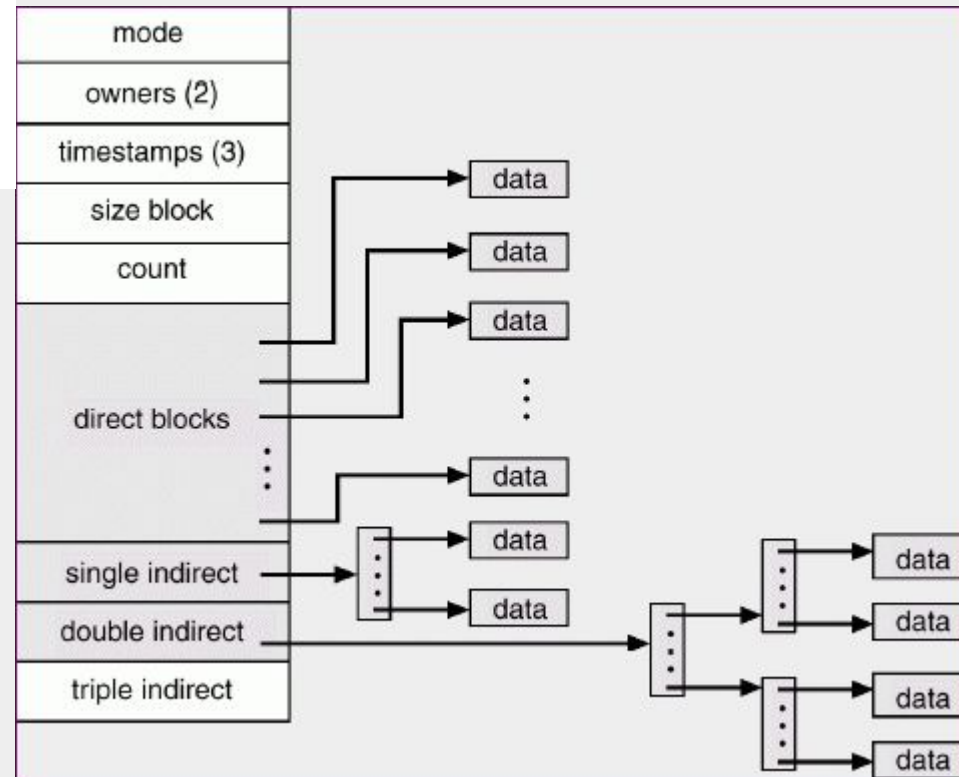 mode
owners (2)
timestamps (3)
size block
count
direct blocks
single indirect
double indirect
triple indirect
data
data
data
data
data
data
data
data
data
data